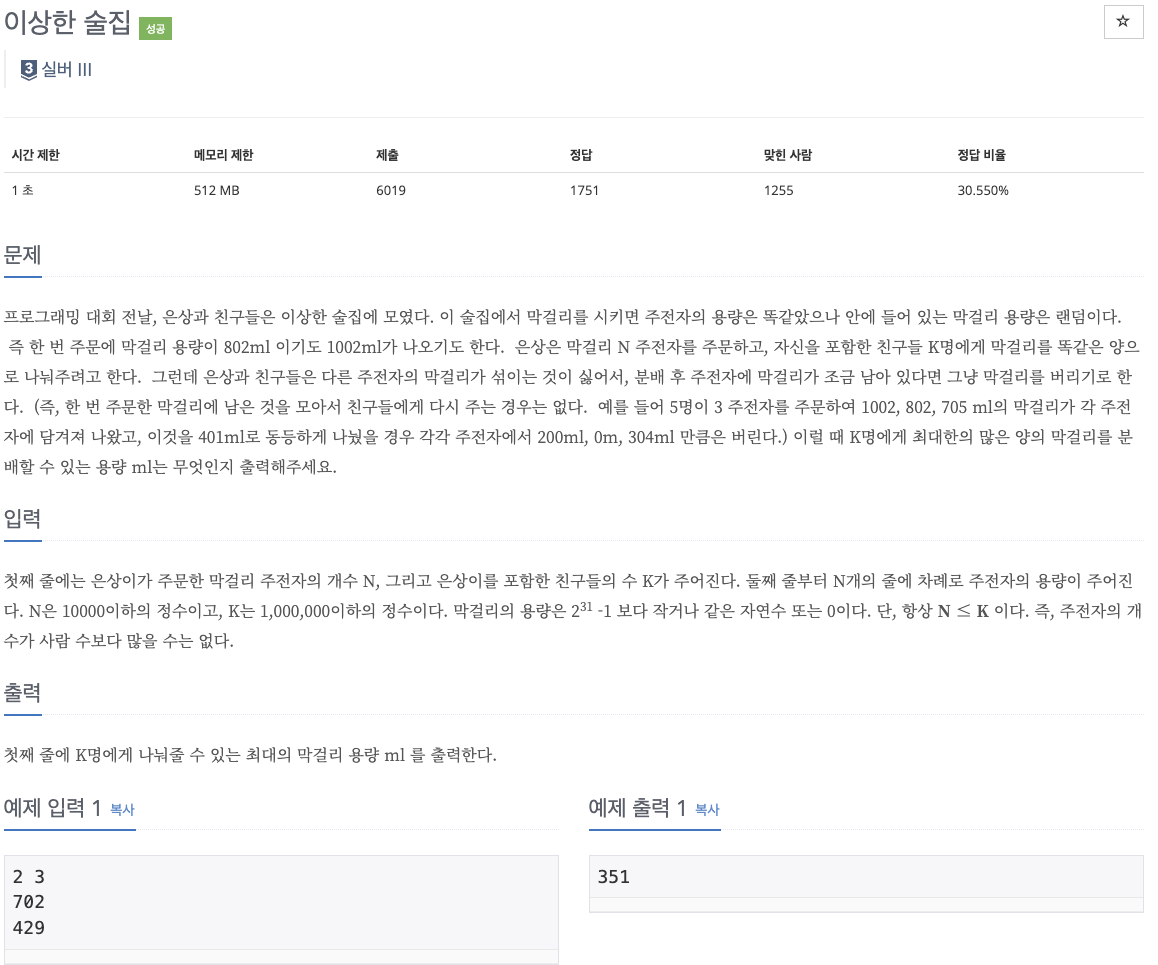 이상한 술집 성공
☆
3 실버 III
시간 제한 메모리 제한 제출 정답 맞힌 사람 정답 비율
1 초 512 MB 6019 1751 1255 30.550%
문제
프로그래밍 대회 전날, 은상과 친구들은 이상한 술집에 모였다. 이 술집에서 막걸리를 시키면 주전자의 용량은 똑같았으나 안에 들어 있는 막걸리 용량은 랜덤이다.
즉 한 번 주문에 막걸리 용량이 802ml 이기도 1002ml가 나오기도 한다. 은상은 막걸리 N 주전자를 주문하고, 자신을 포함한 친구들 K명에게 막걸리를 똑같은 양으
로 나눠주려고 한다. 그런데 은상과 친구들은 다른 주전자의 막걸리가 섞이는 것이 싫어서, 분배 후 주전자에 막걸리가 조금 남아 있다면 그냥 막걸리를 버리기로 한
다. (즉, 한 번 주문한 막걸리에 남은 것을 모아서 친구들에게 다시 주는 경우는 없다. 예를 들어 5명이 3 주전자를 주문하여 1002, 802, 705 ml의 막걸리가 각 주전
자에 담겨져 나왔고, 이것을 401ml로 동등하게 나눴을 경우 각각 주전자에서 200ml, 0m, 304ml 만큼은 버린다.) 이럴 때 K명에게 최대한의 많은 양의 막걸리를 분
배할 수 있는 용량 ml는 무엇인지 출력해주세요.
입력
첫째 줄에는 은상이가 주문한 막걸리 주전자의 개수 N, 그리고 은상이를 포함한 친구들의 수 K가 주어진다. 둘째 줄부터 N개의 줄에 차례로 주전자의 용량이 주어진
다. N은 10000이하의 정수이고, K는 1,000,000이하의 정수이다. 막걸리의 용량은 2³¹ -1 보다 작거나 같은 자연수 또는 0이다. 단, 항상 N ≤ K 이다. 즉, 주전자의 개
수가 사람 수보다 많을 수는 없다.
출력
첫째 줄에 K명에게 나눠줄 수 있는 최대의 막걸리 용량 ml 를 출력한다.
예제 입력 1 복사
2 3
702
429
예제 출력 1 복사
351